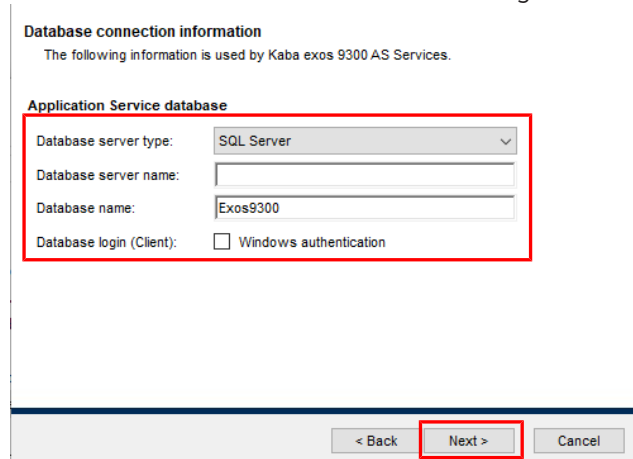 Database connection information
The following information is used by Kaba exos 9300 AS Services.
Application Service database
Database server type: SQL Server
Database server name:
Database name: Exos9300
Database login (Client): Windows authentication
< Back Next > Cancel